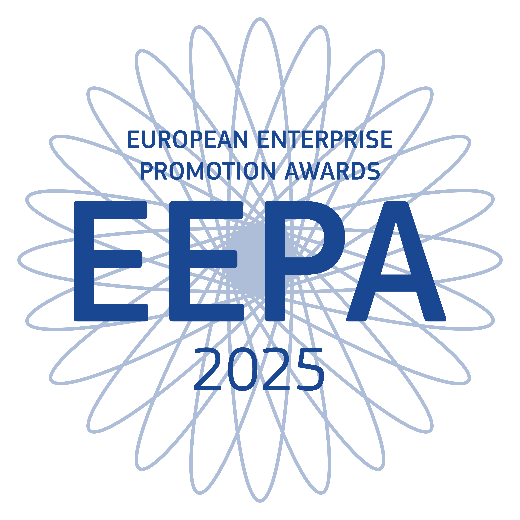 EUROPEAN ENTERPRISE
PROMOTION AWARDS
EEPA
2025